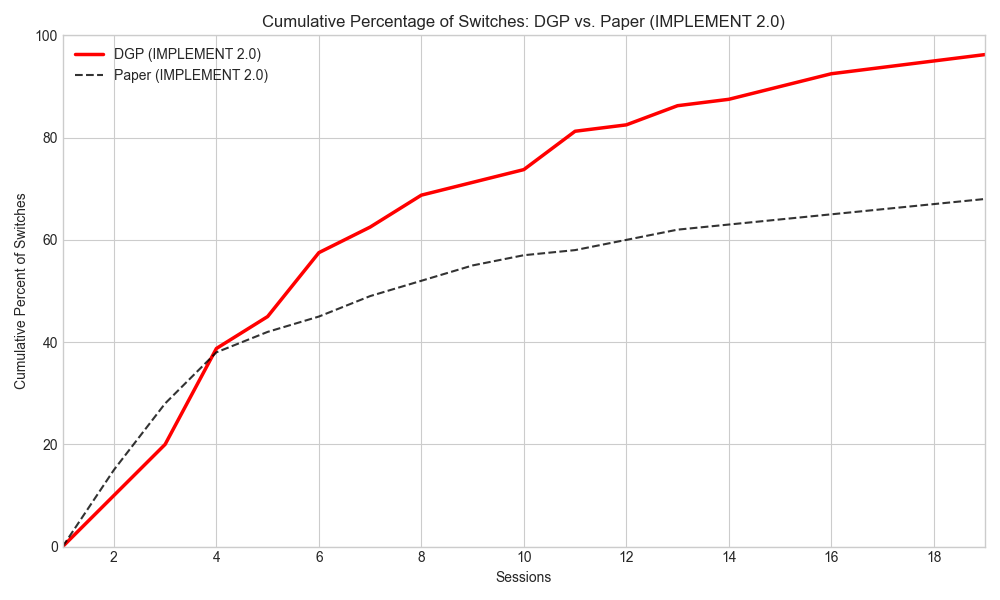 Cumulative Percentage of Switches: DGP vs. Paper (IMPLEMENT 2.0)
DGP (IMPLEMENT 2.0)
Paper (IMPLEMENT 2.0)
Cumulative Percent of Switches
100
80
60
40
20
0
2 4 6 8 10 12 14 16 18
Sessions